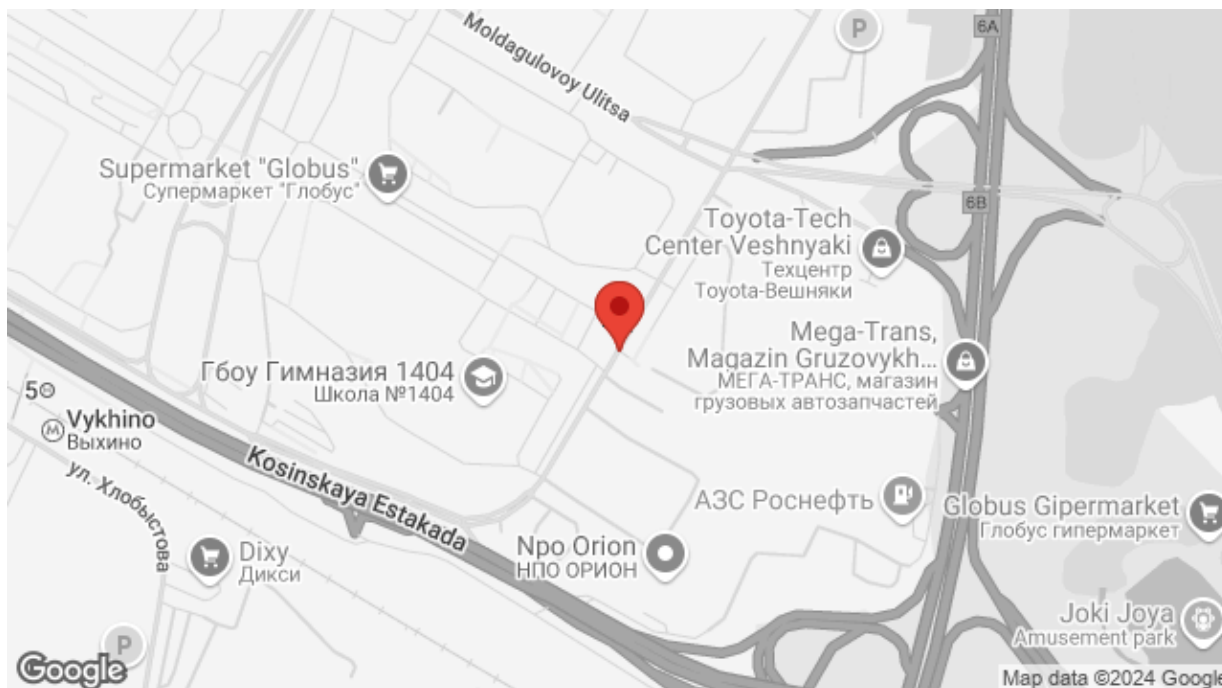 6A
P
Moldagulovoy Ulitsa
Supermarket "Globus"
Супермаркет "Глобус"
6B
Toyota-Tech
Center Veshnyaki
Техцентр
Toyota-Вешняки
Mega-Trans,
Magazin Gruzovykh...
МЕГА-ТРАНС, магазин
грузовых автозапчастей
Гбоу Гимназия 1404
Школа №1404
5
M
Vykhino
Выхино
ул. Хлобыстова
Kosinskaya Estakada
АЗС Роснефть
Globus Gipermarket
Глобус гипермаркет
Npo Orion
НПО ОРИОН
Dixy
Дикси
Joki Joya
Amusement park
P
Google
Map data ©2024 Google